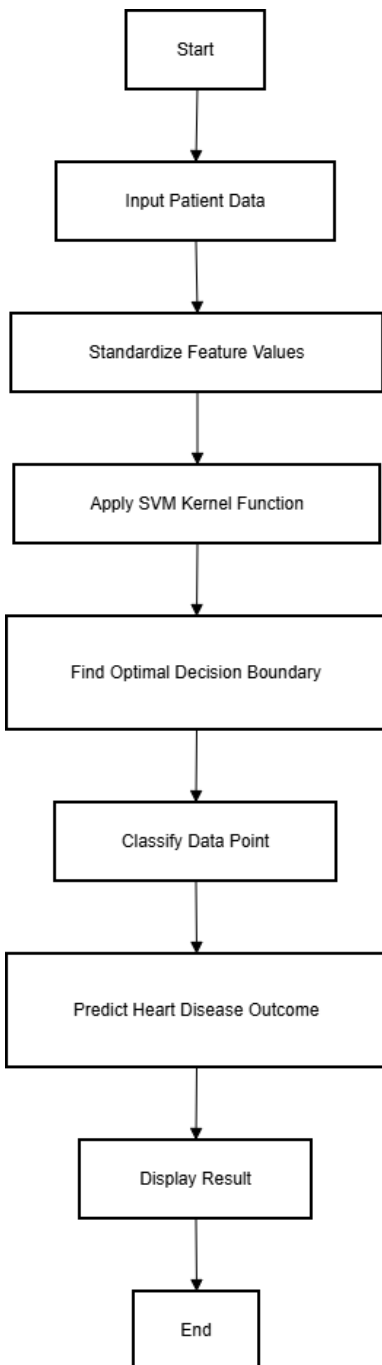 Start
Input Patient Data
Standardize Feature Values
Apply SVM Kernel Function
Find Optimal Decision Boundary
Classify Data Point
Predict Heart Disease Outcome
Display Result
End